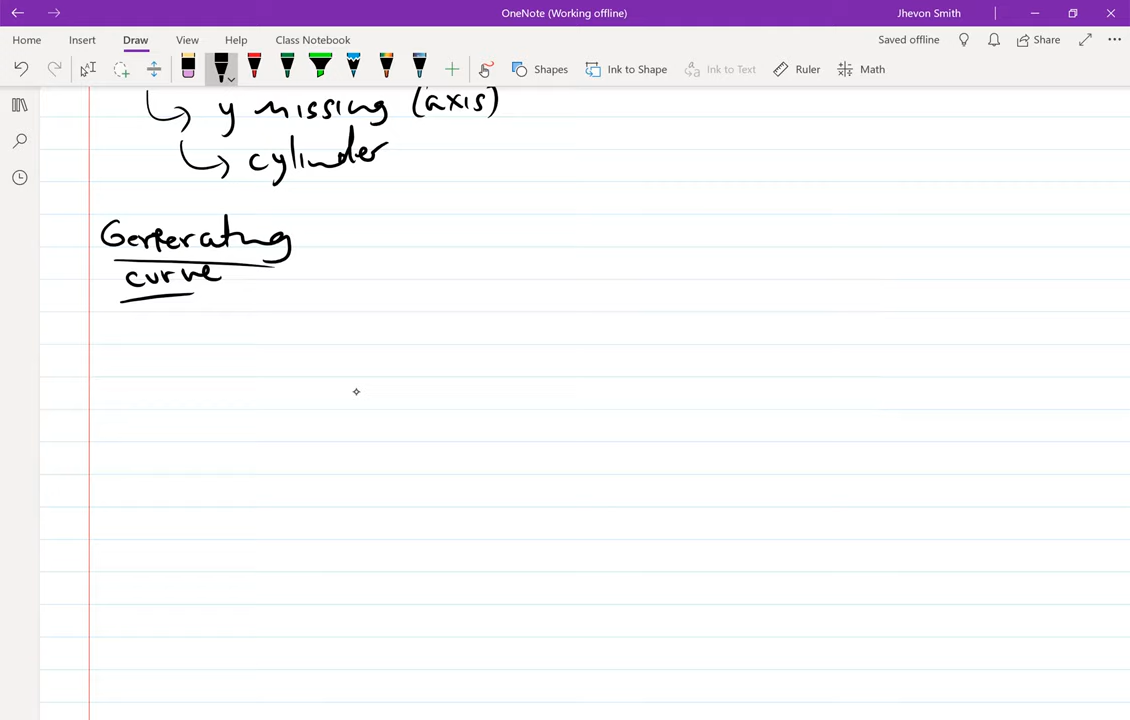 OneNote (Working offline)
Jhevon Smith
Home Insert Draw View Help Class Notebook
Saved offline Share
Shapes Ink to Shape Ink to Text Ruler Math
↳ y missing (axis)
↳ cylinder
Generating
curve